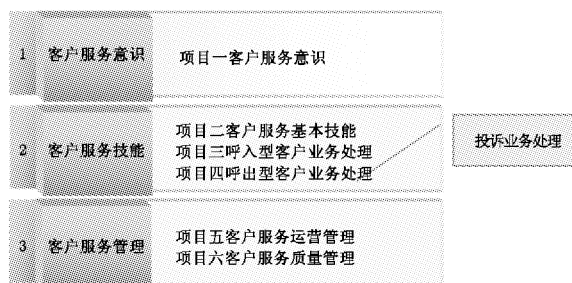 1 客户服务意识 项目一客户服务意识
2 客户服务技能 项目二客户服务基本技能
项目三呼入型客户业务处理
项目四呼出型客户业务处理
投诉业务处理
3 客户服务管理 项目五客户服务运营管理
项目六客户服务质量管理